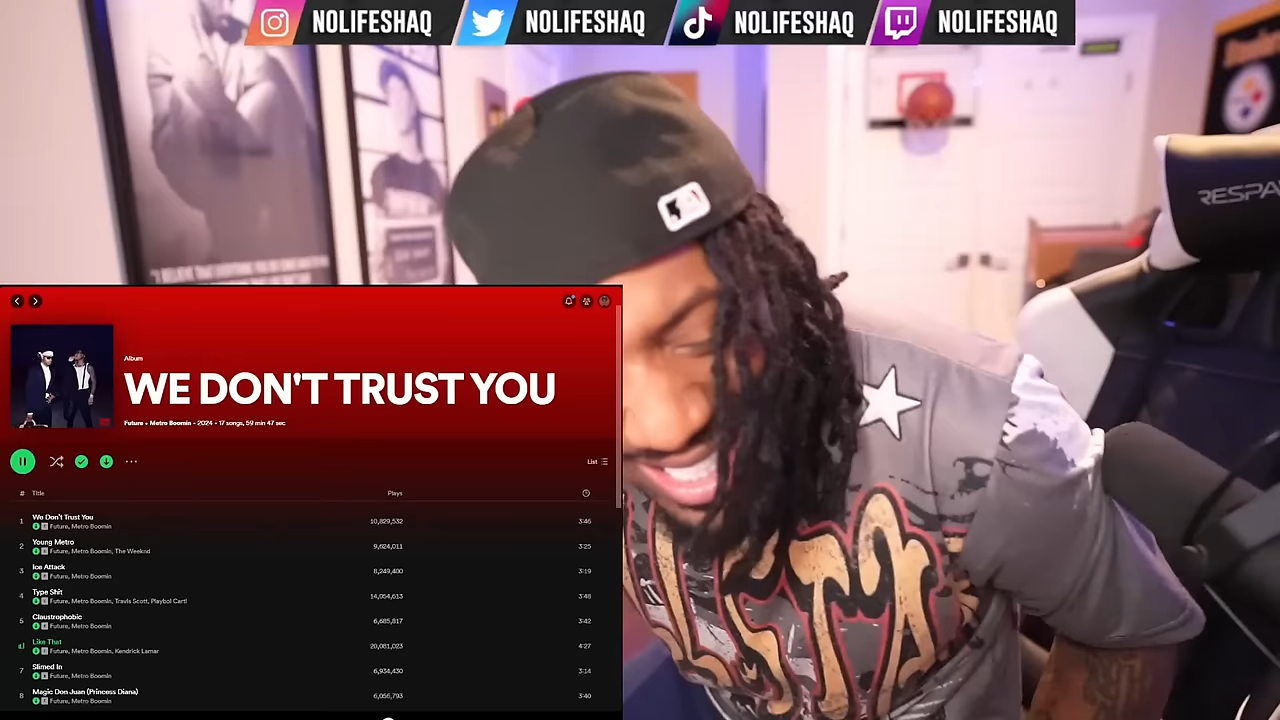 NOLIFESHAQ NOLIFESHAQ NOLIFESHAQ NOLIFESHAQ
RESPA
Album
WE DON'T TRUST YOU
Future • Metro Boomin • 2024 • 17 songs, 59 min 47 sec
List
# Title Plays
1 We Don't Trust You 10,829,532 3:46
Future, Metro Boomin
2 Young Metro 9,624,011 3:25
Future, Metro Boomin, The Weeknd
3 Ice Attack 8,249,400 3:19
Future, Metro Boomin
4 Type Shit 14,054,613 3:48
Future, Metro Boomin, Travis Scott, Playboi Carti
5 Claustrophobic 6,685,817 3:42
Future, Metro Boomin
Like That 20,081,023 4:27
Future, Metro Boomin, Kendrick Lamar
7 Slimed In 6,934,430 3:14
Future, Metro Boomin
8 Magic Don Juan (Princess Diana) 6,056,793 3:40
Future, Metro Boomin